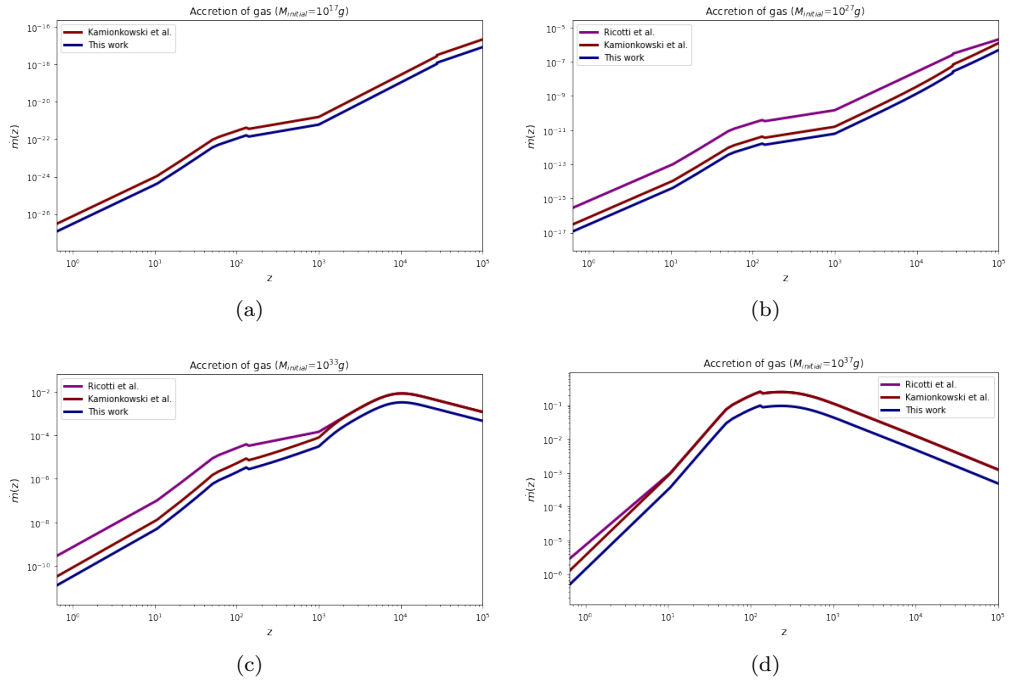 Accretion of gas (M_initial=10^17 g)
Kamionkowski et al.
This work
ṁ(z)
10^-16
10^-18
10^-20
10^-22
10^-24
10^-26
10^0 10^1 10^2 10^3 10^4 10^5
z
(a)
Accretion of gas (M_initial=10^27 g)
Ricotti et al.
Kamionkowski et al.
This work
ṁ(z)
10^-5
10^-7
10^-9
10^-11
10^-13
10^-15
10^-17
10^0 10^1 10^2 10^3 10^4 10^5
z
(b)
Accretion of gas (M_initial=10^33 g)
Ricotti et al.
Kamionkowski et al.
This work
ṁ(z)
10^-2
10^-4
10^-6
10^-8
10^-10
10^0 10^1 10^2 10^3 10^4 10^5
z
(c)
Accretion of gas (M_initial=10^37 g)
Ricotti et al.
Kamionkowski et al.
This work
ṁ(z)
10^-1
10^-2
10^-3
10^-4
10^-5
10^-6
10^0 10^1 10^2 10^3 10^4 10^5
z
(d)